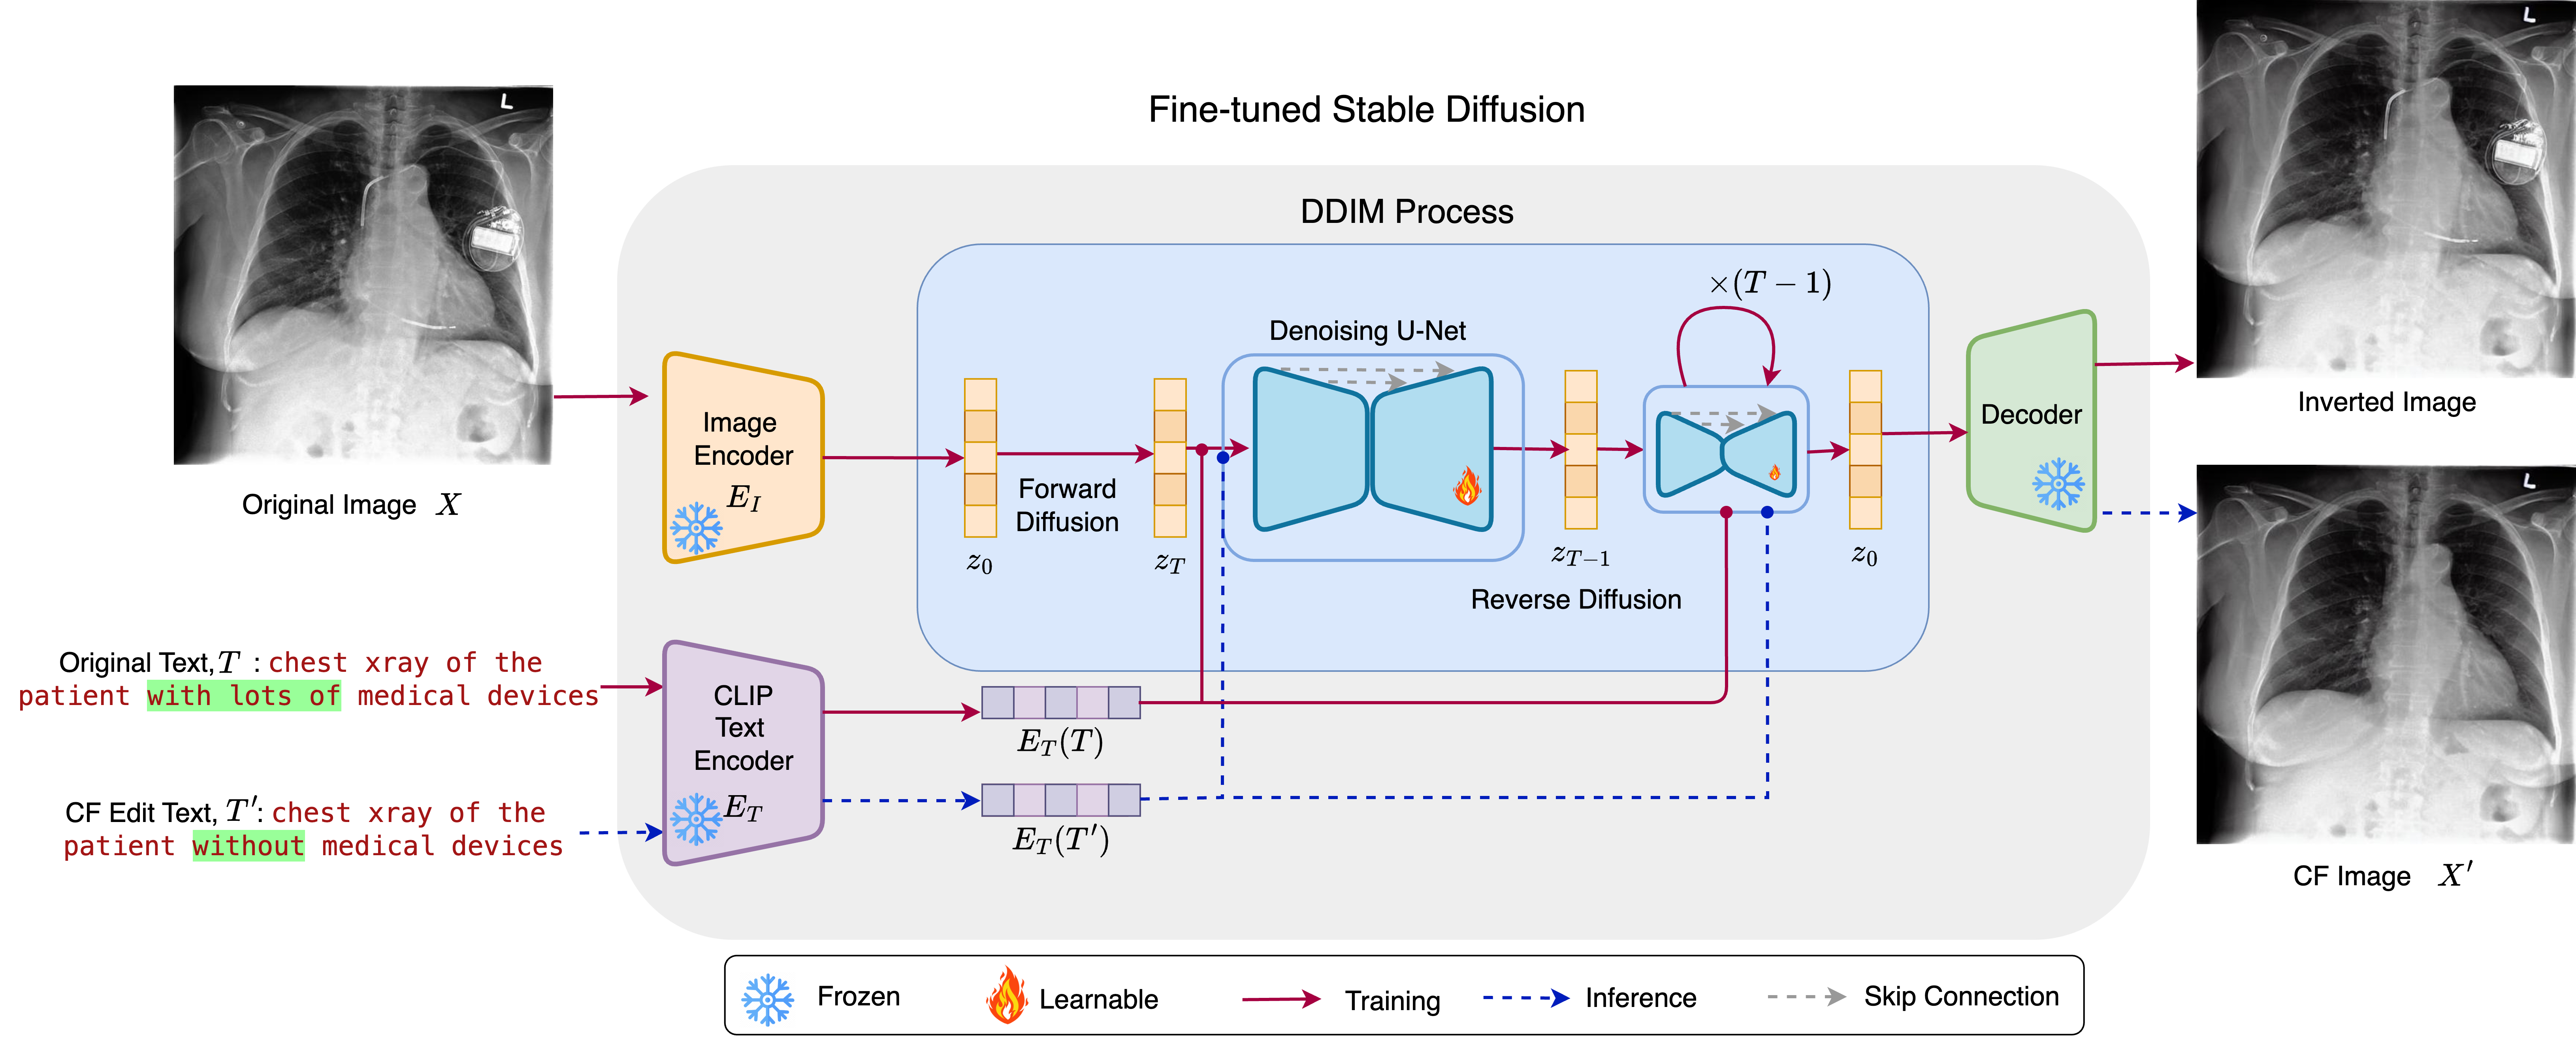 Fine-tuned Stable Diffusion
DDIM Process
L
Original Image X
Image
Encoder
E_I
z_0
Forward
Diffusion
z_T
Denoising U-Net
z_{T-1}
Reverse Diffusion
×(T − 1)
z_0
Decoder
L
Inverted Image
L
CF Image X′
Original Text, T : chest xray of the
patient with lots of medical devices
CF Edit Text, T′: chest xray of the
patient without medical devices
CLIP
Text
Encoder
E_T
E_T(T)
E_T(T′)
Frozen
Learnable
Training
Inference
Skip Connection